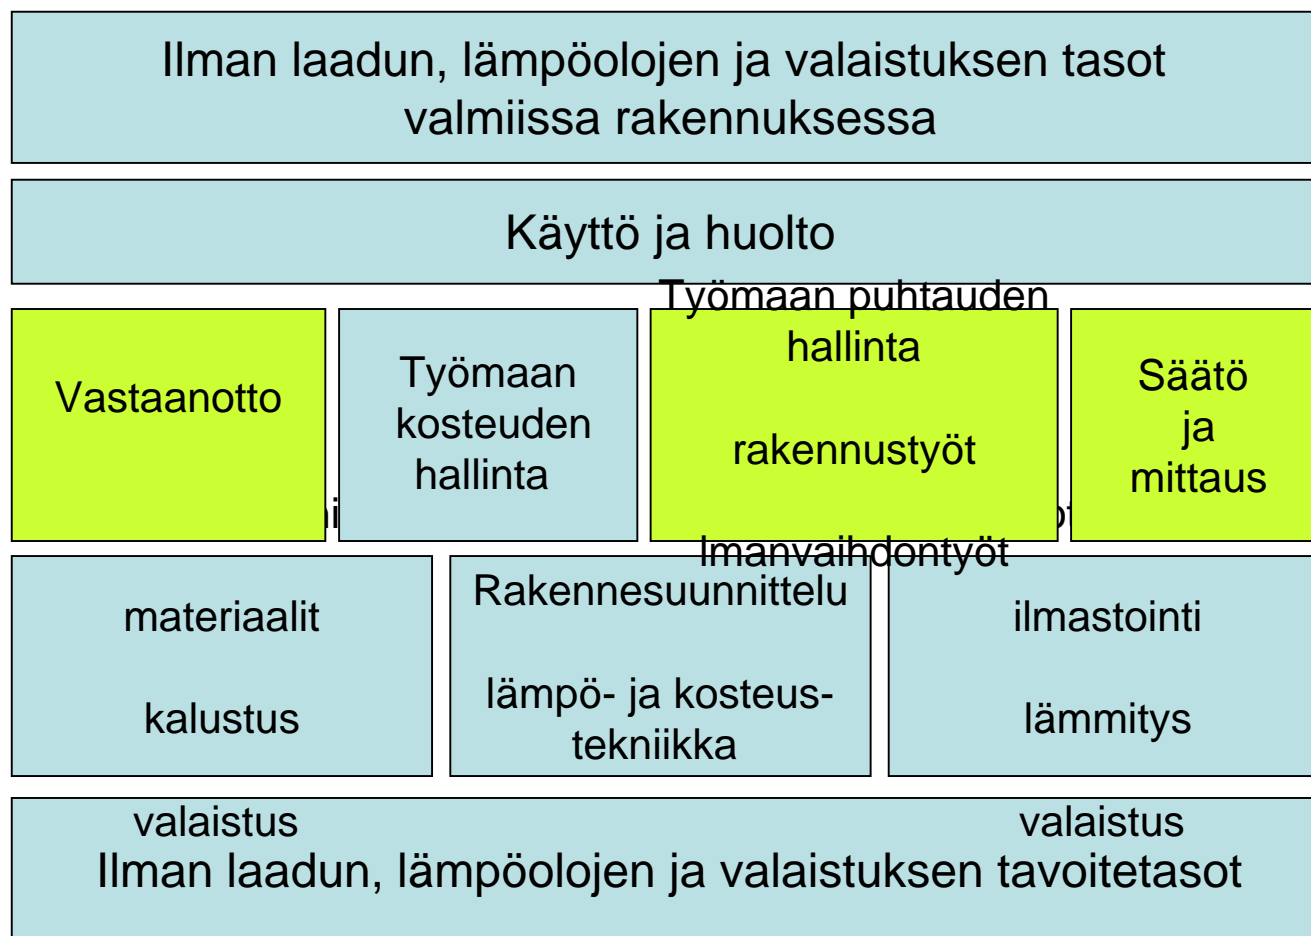 Ilman laadun, lämpöolojen ja valaistuksen tasot
valmiissa rakennuksessa
Käyttö ja huolto
Vastaanotto
Työmaan
kosteuden
hallinta
Työmaan puhtauden
hallinta
rakennustyöt
lmanvaihdontyöt
Säätö
ja
mittaus
materiaalit
kalustus
valaistus
Rakennesuunnittelu
lämpö- ja kosteus-
tekniikka
ilmastointi
lämmitys
valaistus
Ilman laadun, lämpöolojen ja valaistuksen tavoitetasot